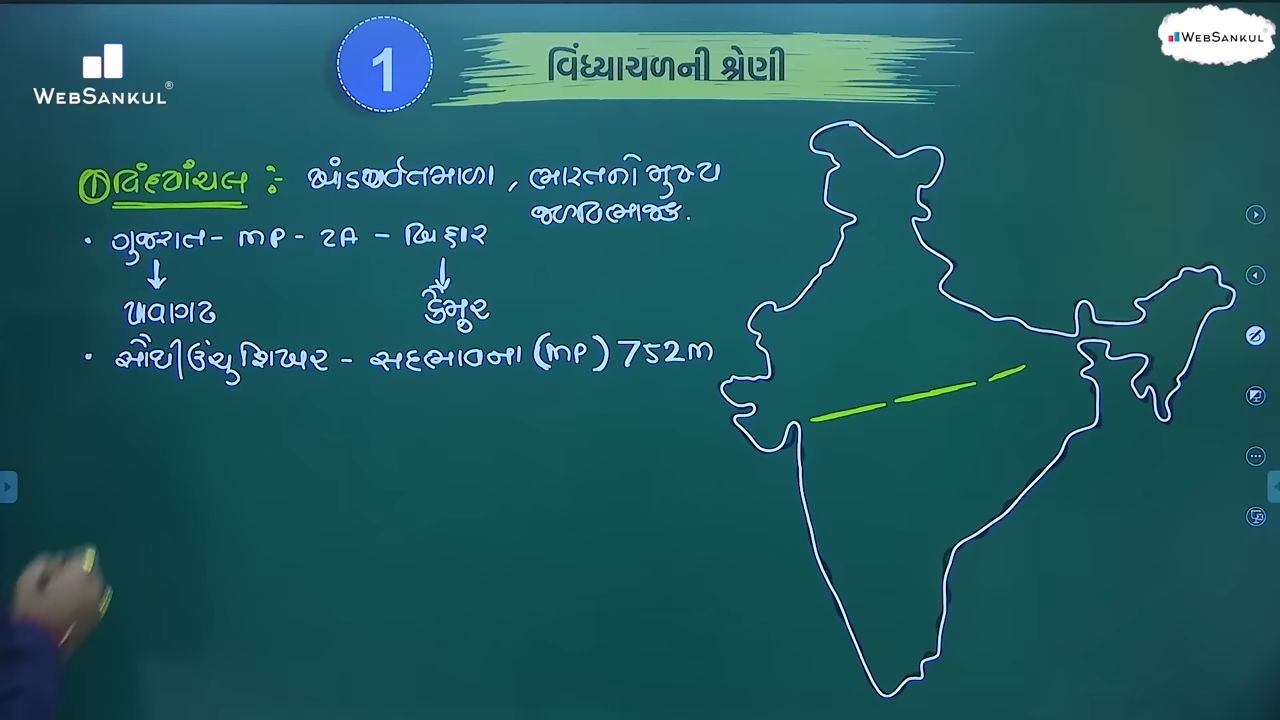 WEBSANKUL®
1
વિંધ્યાચળની શ્રેણી
WEBSANKUL®
① વિંધ્યાંચલ :- ખંડપર્વતમાળા, ભારતનો મુખ્ય
જળવિભાજક.
• ગુજરાત - MP - - બિહાર
↓ ↓
પાવાગઢ કૈમૂર
• સૌથી ઉંચુ શિખર - સદભાવના (MP) 752m